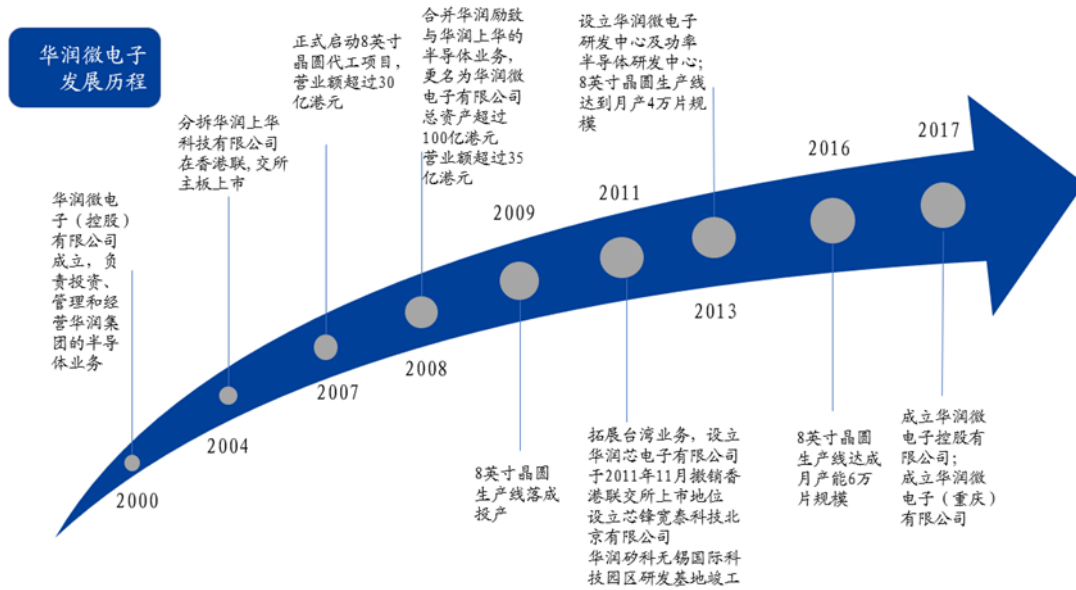 华润微电子
发展历程
华润微电
子（控股）
有限公司
成立，负
责投资、
管理和经
营华润集
团的半导
体业务
2000
分拆华润上华
科技有限公司
在香港联,交所
主板上市
2004
正式启动8英寸
晶圆代工项目，
营业额超过30
亿港元
2007
合并华润励致
与华润上华的
半导体业务，
更名为华润微
电子有限公司
总资产超过
100亿港元
营业额超过35
亿港元
2008
2009
8英寸晶圆
生产线落成
投产
2011
拓展台湾业务，设立
华润芯电子有限公司
于2011年11月撤销香
港联交所上市地位
设立芯锋宽泰科技北
京有限公司
华润矽科无锡国际科
技园区研发基地竣工
设立华润微电子
研发中心及功率
半导体研发中心；
8英寸晶圆生产线
达到月产4万片规
模
2013
2016
8英寸晶圆
生产线达成
月产能6万
片规模
2017
成立华润微
电子控股有
限公司；
成立华润微
电子（重庆）
有限公司